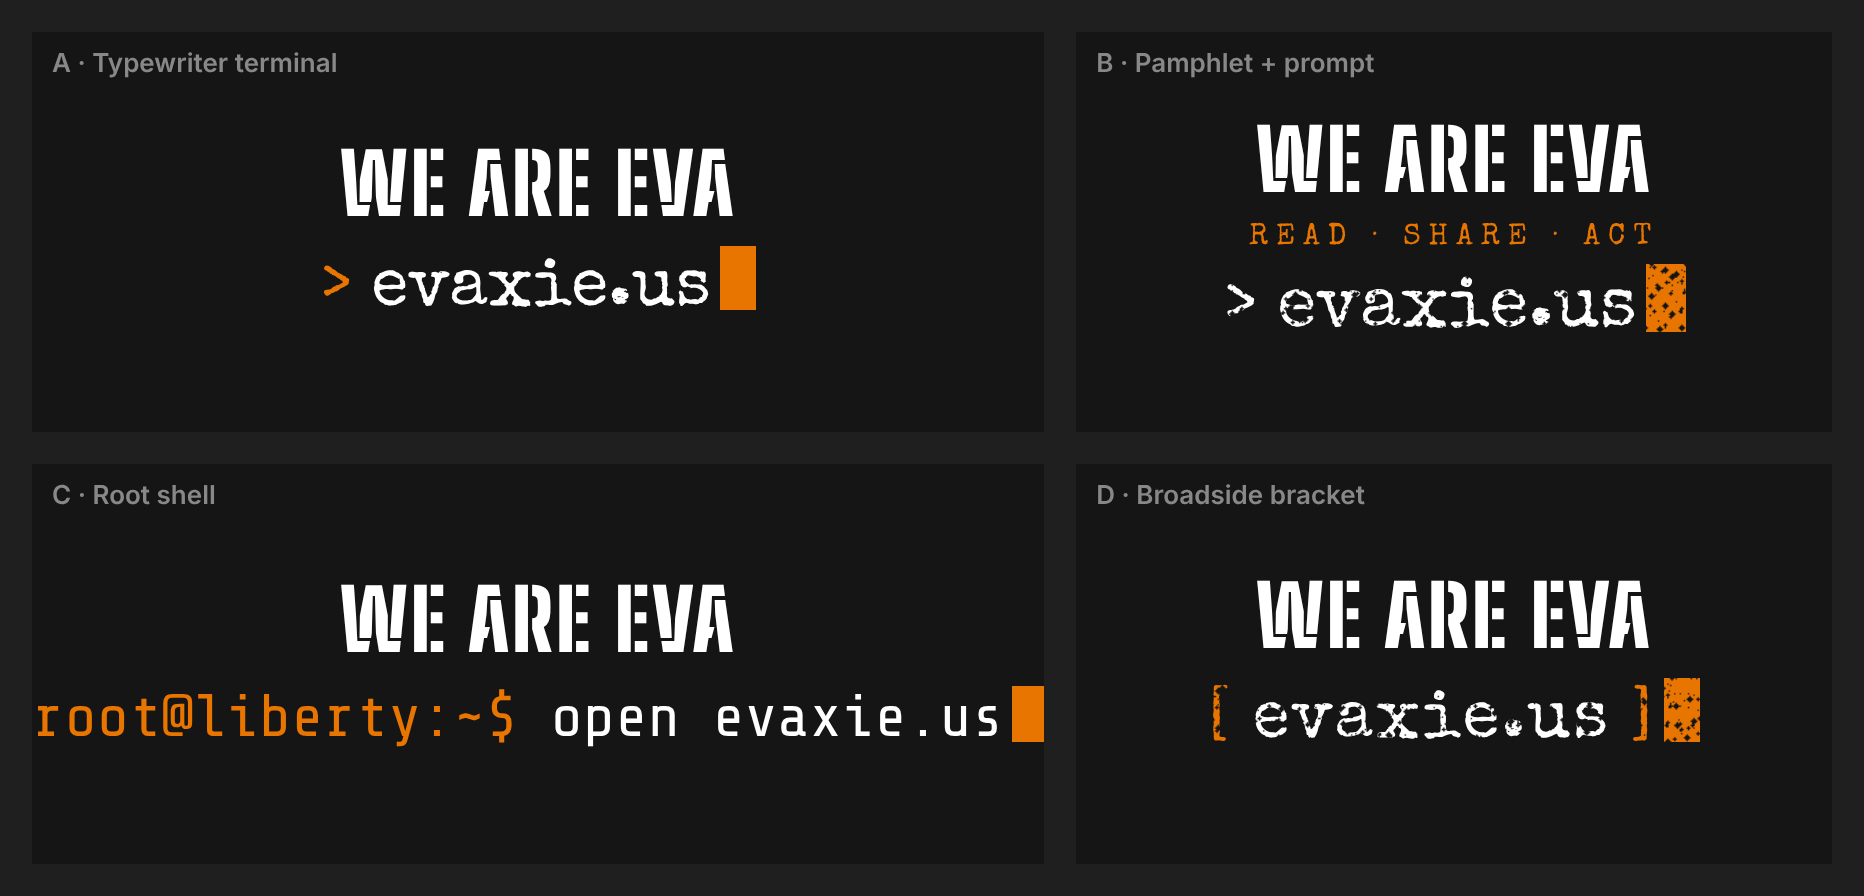 A · Typewriter terminal
WE ARE EVA
> evaxie.us
B · Pamphlet + prompt
WE ARE EVA
READ · SHARE · ACT
> evaxie.us
C · Root shell
WE ARE EVA
root@liberty:~$ open evaxie.us
D · Broadside bracket
WE ARE EVA
[ evaxie.us ]